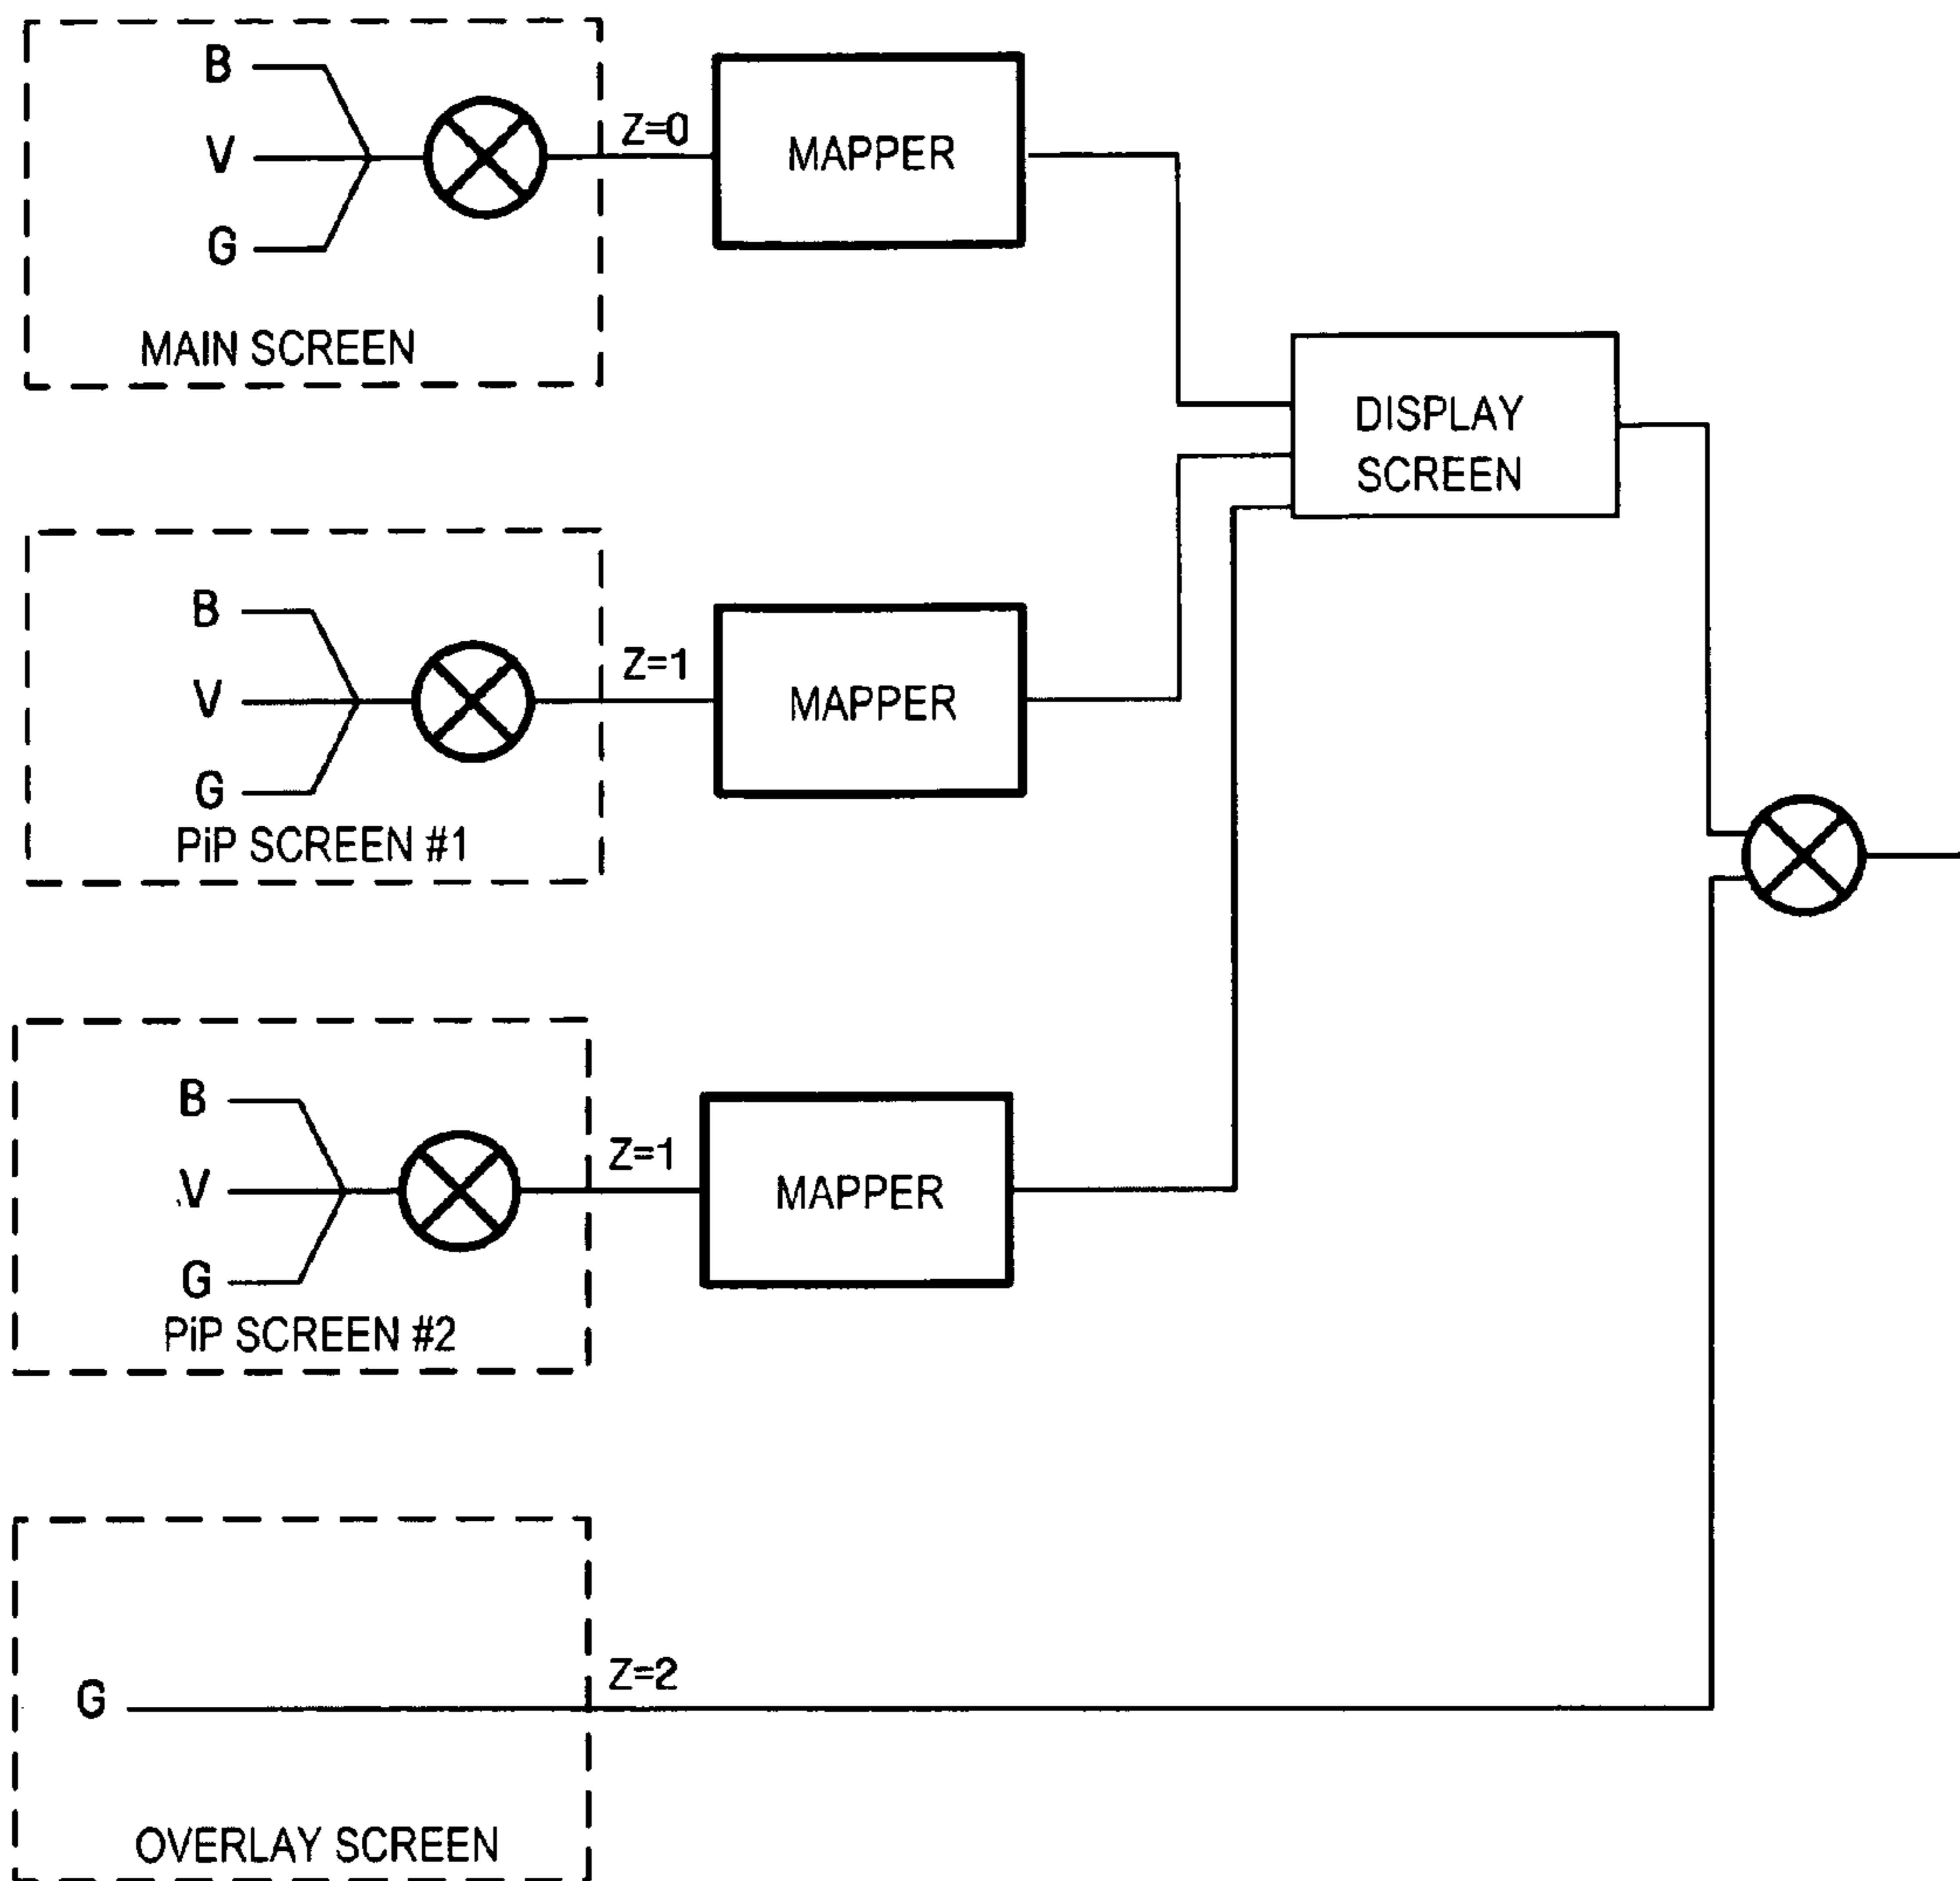 B
V
G
MAIN SCREEN
Z=0
MAPPER
DISPLAY
SCREEN
B
V
G
PiP SCREEN #1
Z=1
MAPPER
B
V
G
PiP SCREEN #2
Z=1
MAPPER
G
Z=2
OVERLAY SCREEN